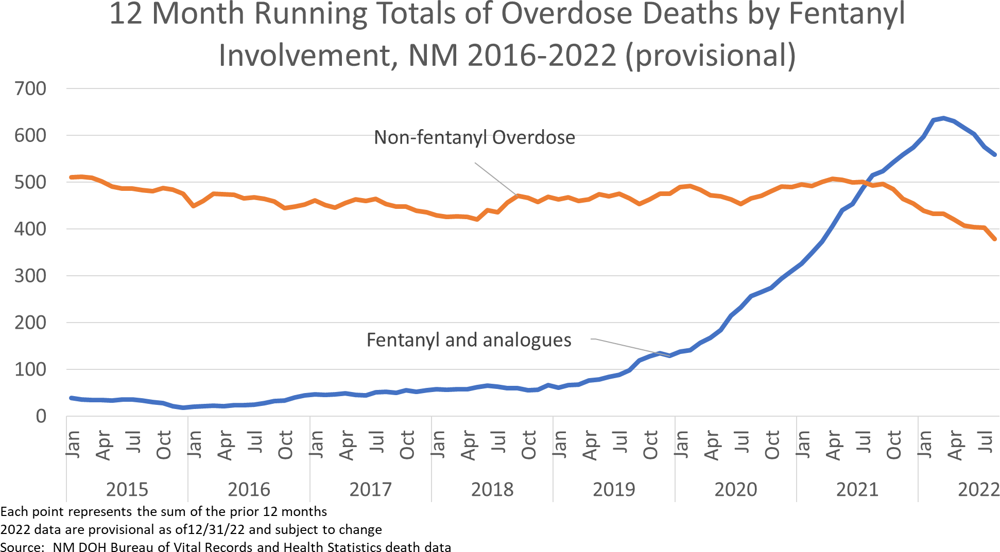 12 Month Running Totals of Overdose Deaths by Fentanyl
Involvement, NM 2016-2022 (provisional)
700
600
500
400
300
200
100
0
Non-fentanyl Overdose
Fentanyl and analogues
Jan Apr Jul Oct Jan Apr Jul Oct Jan Apr Jul Oct Jan Apr Jul Oct Jan Apr Jul Oct Jan Apr Jul Oct Jan Apr Jul Oct Jan Apr Jul
2015 2016 2017 2018 2019 2020 2021 2022
Each point represents the sum of the prior 12 months
2022 data are provisional as of12/31/22 and subject to change
Source:  NM DOH Bureau of Vital Records and Health Statistics death data